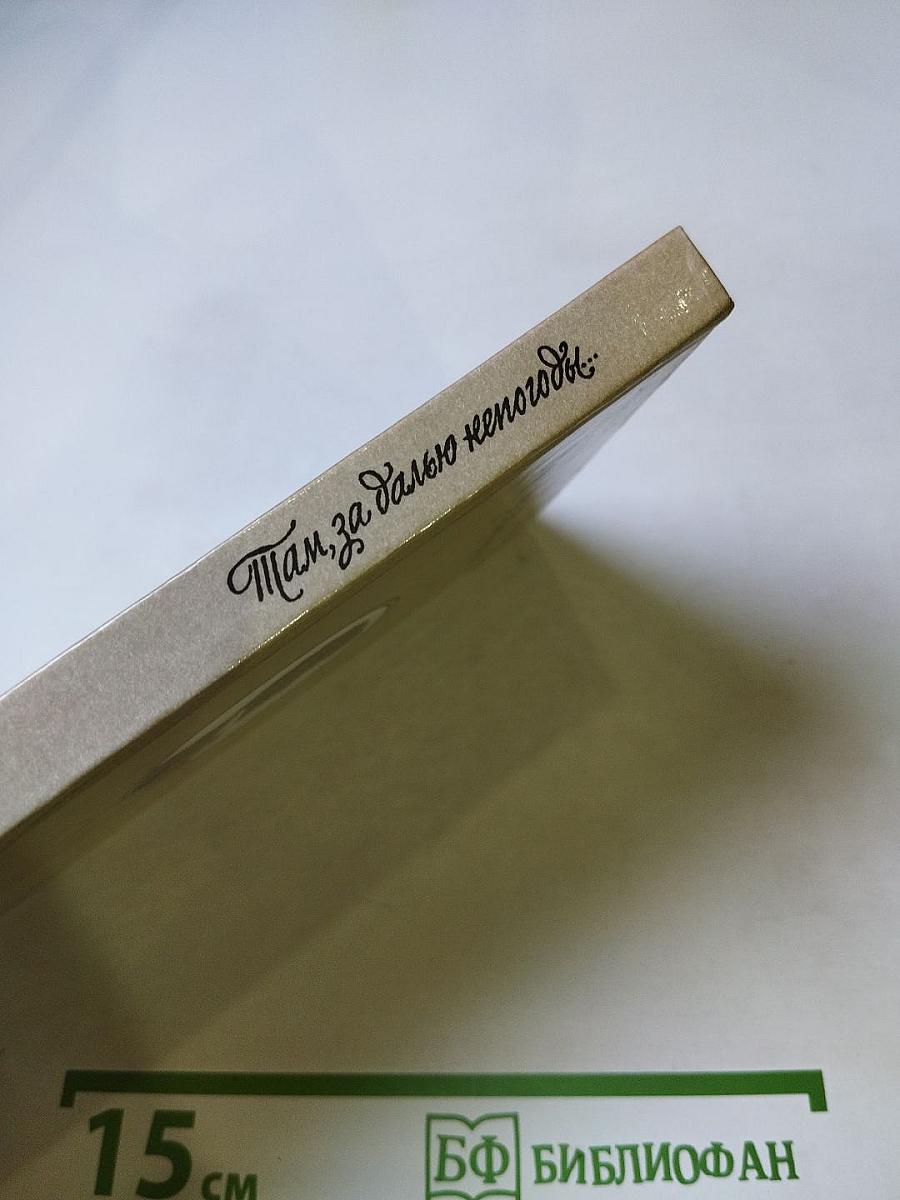 Там, за далью непогоды...
15 см
БФ БИБЛИОФАН